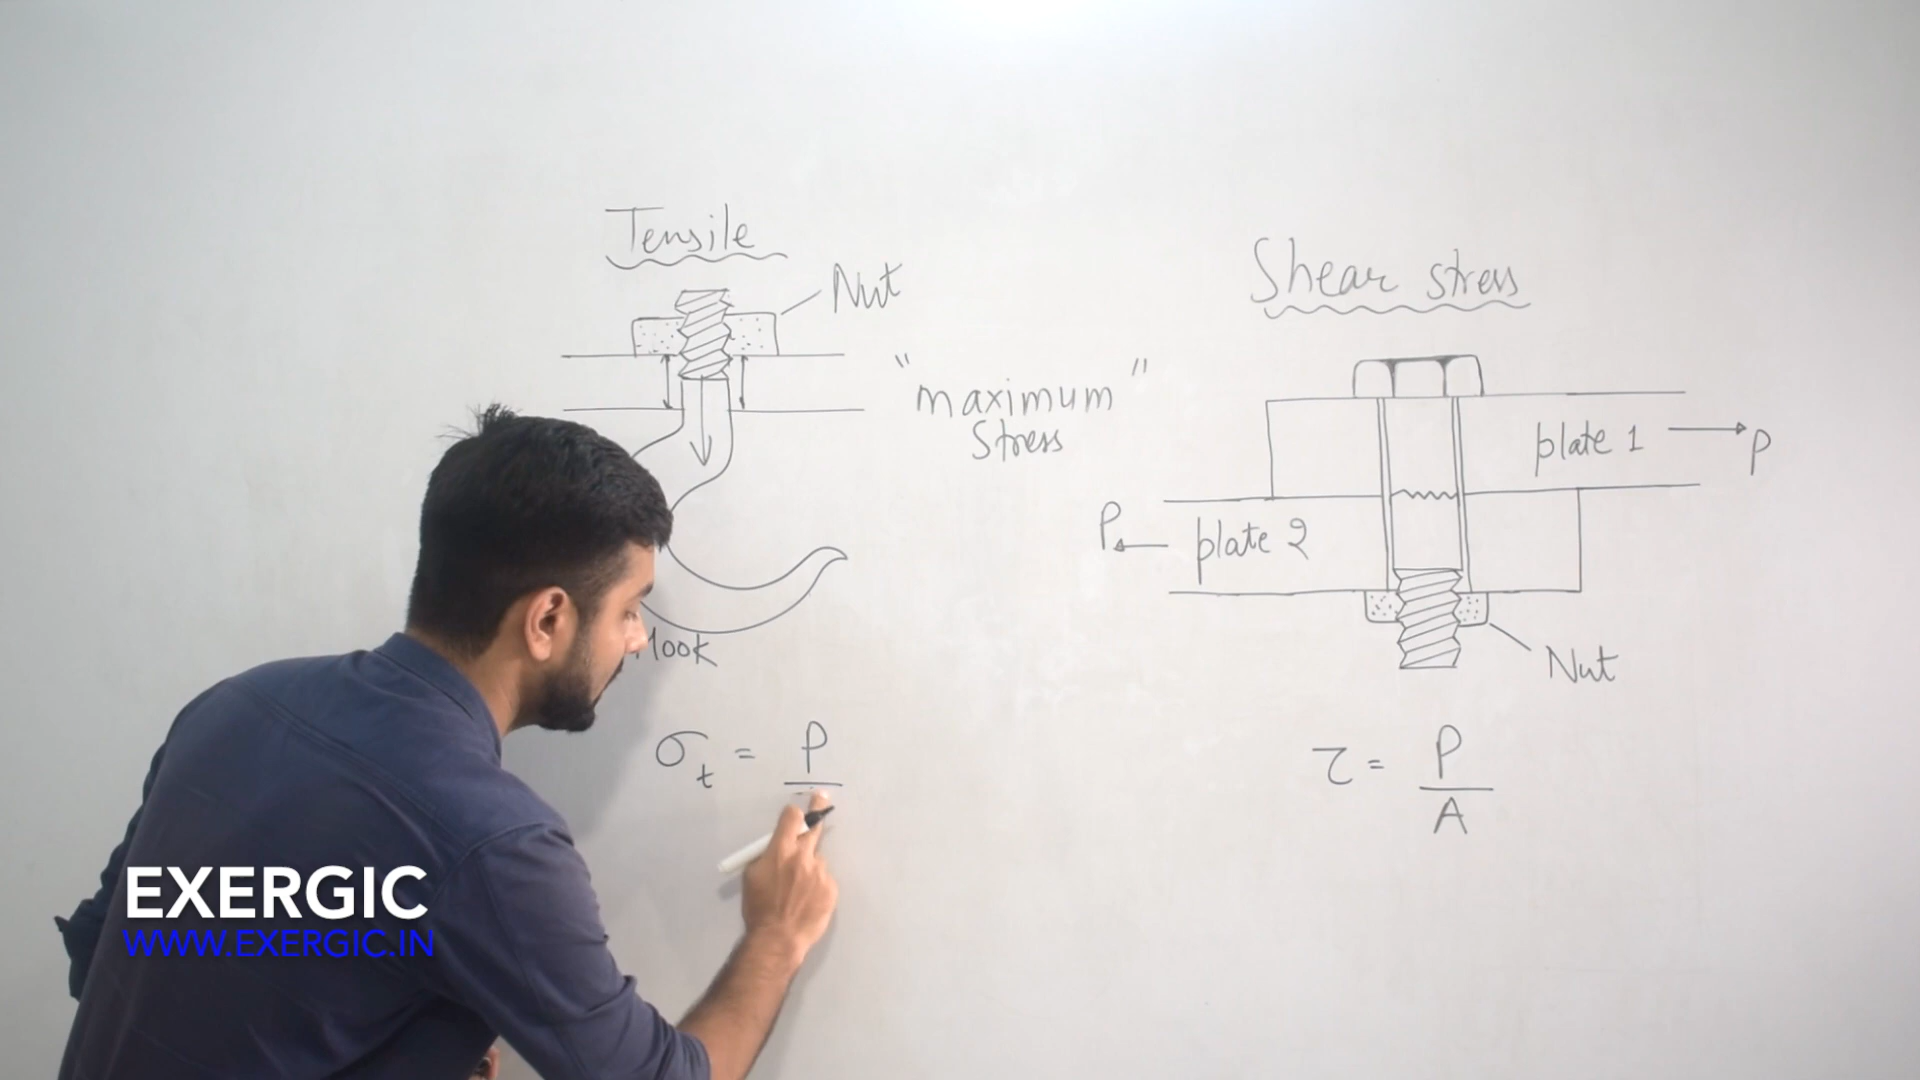 Tensile
Nut
"maximum"
Stress
Hook
σt = P
Shear stress
plate 1
P
P
plate 2
Nut
τ = P
A
EXERGIC
WWW.EXERGIC.IN